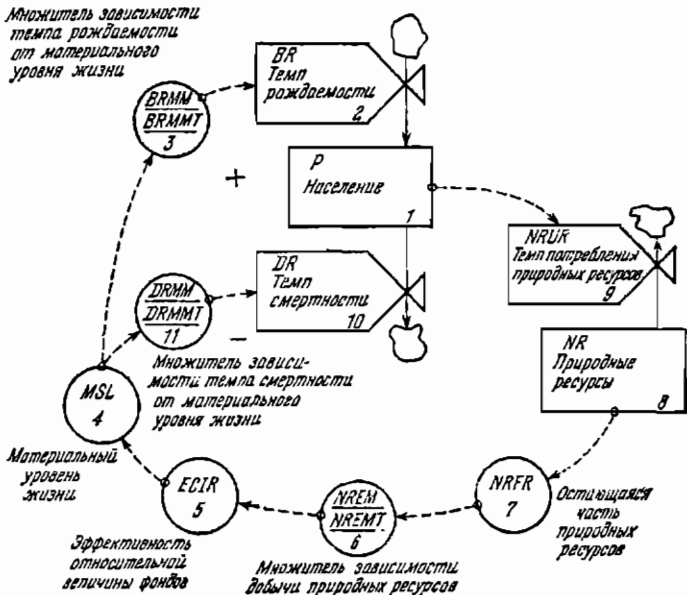 Множитель зависимости
темпа рождаемости
от материального
уровня жизни
BRMM
BRMMT
3
BR
Темп
рождаемости
2
+
P
Население
1
NRUR
Темп потребления
природных ресурсов
9
DRMM
DRMMT
11
DR
Темп
смертности
10
–
NR
Природные
ресурсы
8
Множитель зависи-
мости темпа смертности
от материального
уровня жизни
MSL
4
Материальный
уровень
жизни
ECIR
5
NREM
NREMT
6
NRFR
7
Остающаяся
часть
природных
ресурсов
Эффективность
относительной
величины фондов
Множитель зависимости
добычи природных ресурсов